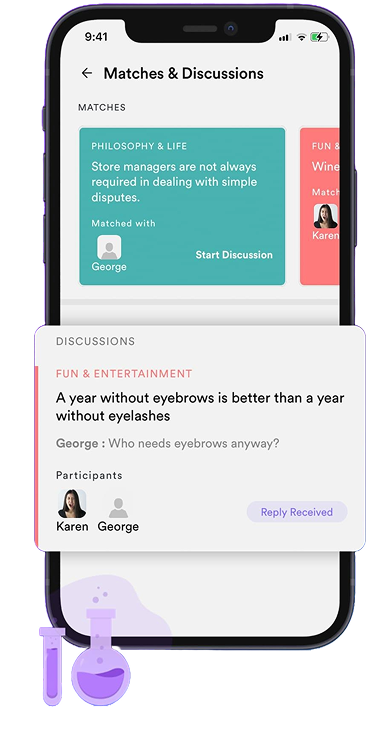 9:41
Matches & Discussions
MATCHES
PHILOSOPHY & LIFE
Store managers are not always
required in dealing with simple
disputes.
Matched with
George
Start Discussion
FUN &
Wine
Match
Karen
DISCUSSIONS
FUN & ENTERTAINMENT
A year without eyebrows is better than a year
without eyelashes
George : Who needs eyebrows anyway?
Participants
Karen George
Reply Received